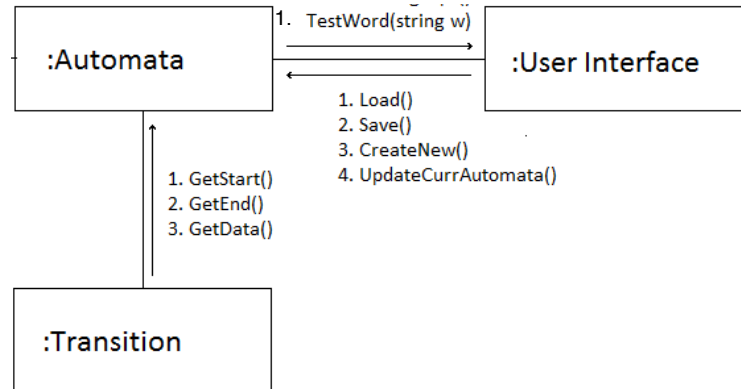 1. TestWord(string w)
:Automata
:User Interface
1. Load()
2. Save()
3. CreateNew()
4. UpdateCurrAutomata()
1. GetStart()
2. GetEnd()
3. GetData()
:Transition